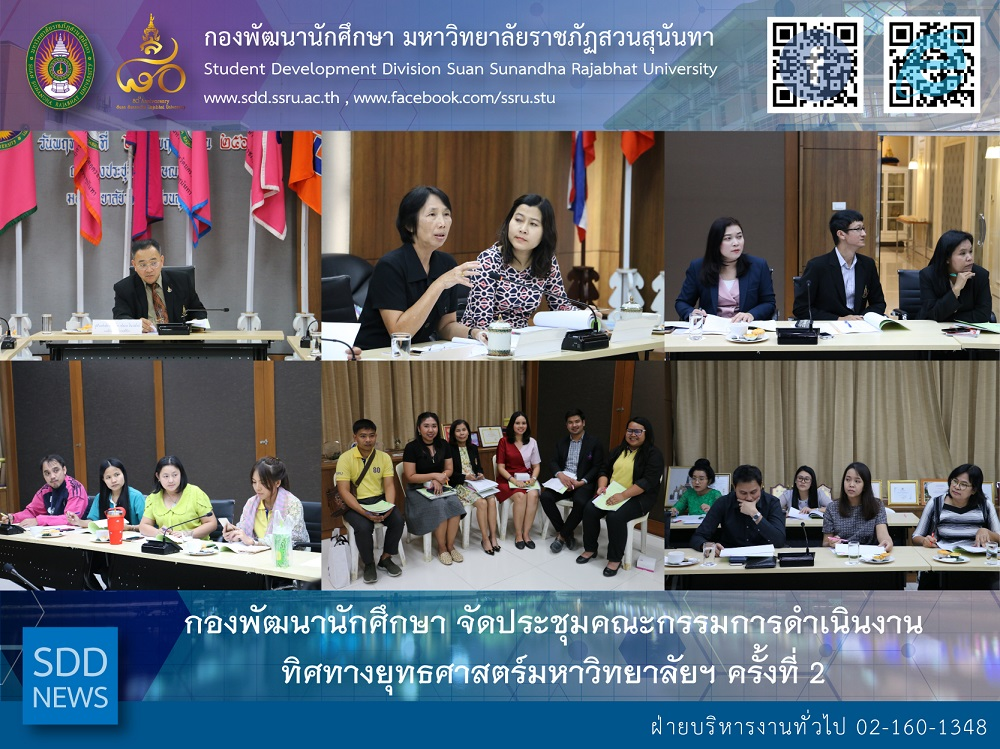 กองพัฒนานักศึกษา มหาวิทยาลัยราชภัฏสวนสุนันทา
Student Development Division Suan Sunandha Rajabhat University
www.sdd.ssru.ac.th , www.facebook.com/ssru.stu
กองพัฒนานักศึกษา จัดประชุมคณะกรรมการดำเนินงาน
ทิศทางยุทธศาสตร์มหาวิทยาลัยฯ ครั้งที่ 2
SDD
NEWS
ฝ่ายบริหารงานทั่วไป 02-160-1348